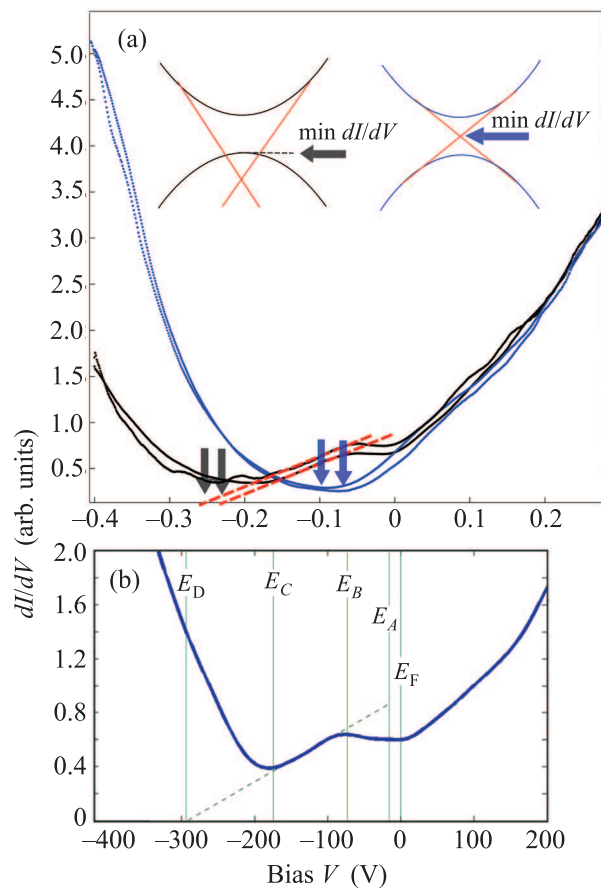 (a)
5.0
4.5
4.0
3.5
3.0
2.5
2.0
1.5
1.0
0.5
min dI/dV
min dI/dV
–0.4 –0.3 –0.2 –0.1 0 0.1 0.2
dI/dV (arb. units)
(b)
2.0
1.6
1.2
0.8
0.4
0
E_D
E_C
E_B
E_A
E_F
–400 –300 –200 –100 0 100 200
Bias V (V)